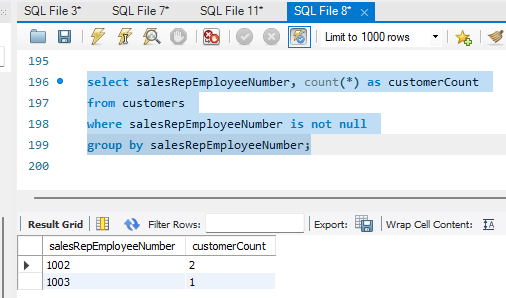 SQL File 3* SQL File 7* SQL File 11* SQL File 8*
Limit to 1000 rows
195
196 select salesRepEmployeeNumber, count(*) as customerCount
197 from customers
198 where salesRepEmployeeNumber is not null
199 group by salesRepEmployeeNumber;
200
Result Grid Filter Rows: Export: Wrap Cell Content:
salesRepEmployeeNumber customerCount
1002 2
1003 1